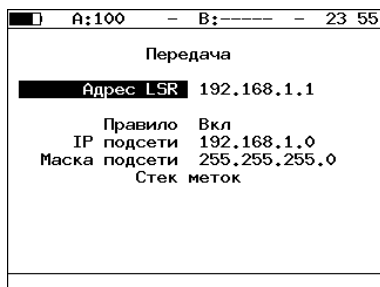 A:100 – B:----- – 23 55
Передача
Адрес LSR 192.168.1.1
Правило Вкл
IP подсети 192.168.1.0
Маска подсети 255.255.255.0
Стек меток